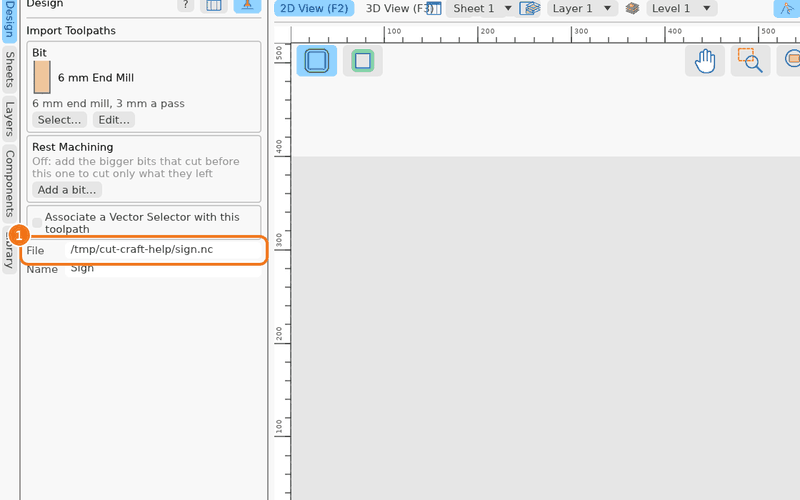 Design
?
2D View (F2)
3D View (F3)
Sheet 1
Layer 1
Level 1
Import Toolpaths
Bit
6 mm End Mill
6 mm end mill, 3 mm a pass
Select...
Edit...
Rest Machining
Off: add the bigger bits that cut before
this one to cut only what they left
Add a bit...
Associate a Vector Selector with this
toolpath
1
File
/tmp/cut-craft-help/sign.nc
Name
Sign
Design
Sheets
Layers
Components
100
200
300
400
500
500
400
300
200
100